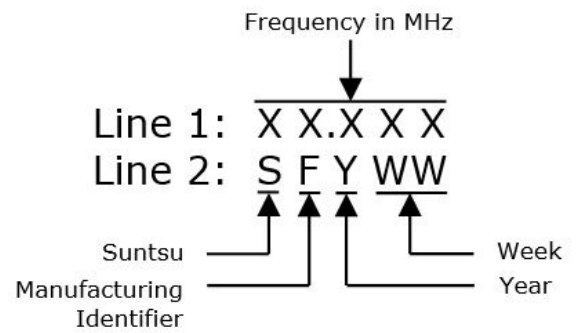 Frequency in MHz
Line 1: X X.X X X
Line 2: S F Y WW
Suntsu
Week
Manufacturing
Identifier
Year